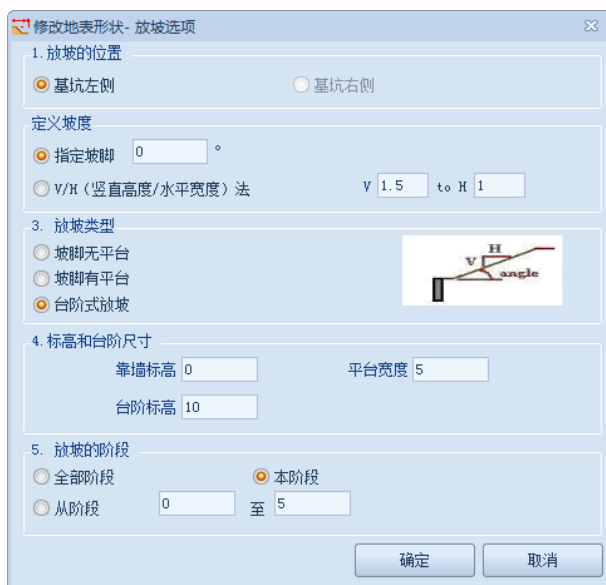 修改地表形状- 放坡选项
1. 放坡的位置
基坑左侧 基坑右侧
定义坡度
指定坡脚 0 °
V/H（竖直高度/水平宽度）法 V 1.5 to H 1
3. 放坡类型
坡脚无平台
坡脚有平台
台阶式放坡
H
V
angle
4. 标高和台阶尺寸
靠墙标高 0 平台宽度 5
台阶标高 10
5. 放坡的阶段
全部阶段 本阶段
从阶段 0 至 5
确定 取消